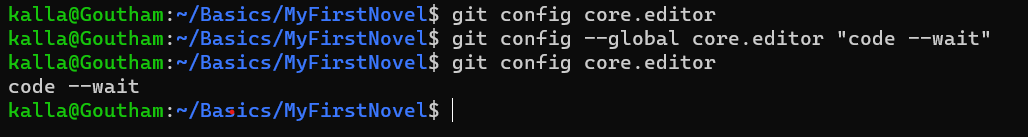 kalla@Goutham:~/Basics/MyFirstNovel$ git config core.editor
kalla@Goutham:~/Basics/MyFirstNovel$ git config --global core.editor "code --wait"
kalla@Goutham:~/Basics/MyFirstNovel$ git config core.editor
code --wait
kalla@Goutham:~/Basics/MyFirstNovel$